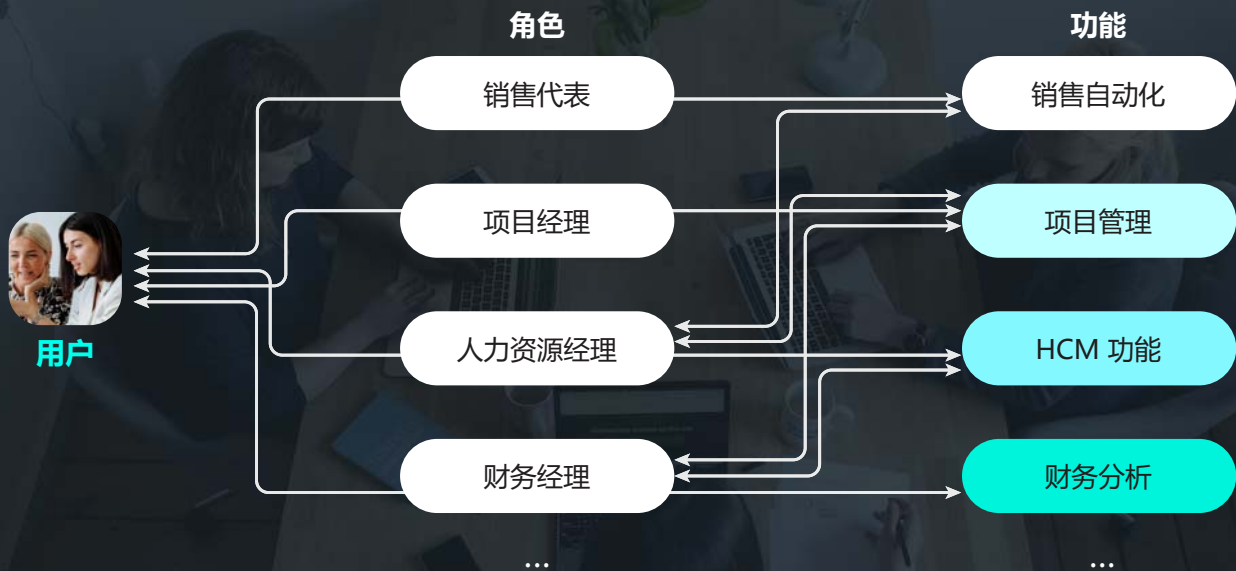 角色
功能
销售代表
销售自动化
项目经理
项目管理
用户
人力资源经理
HCM 功能
财务经理
财务分析
...
...